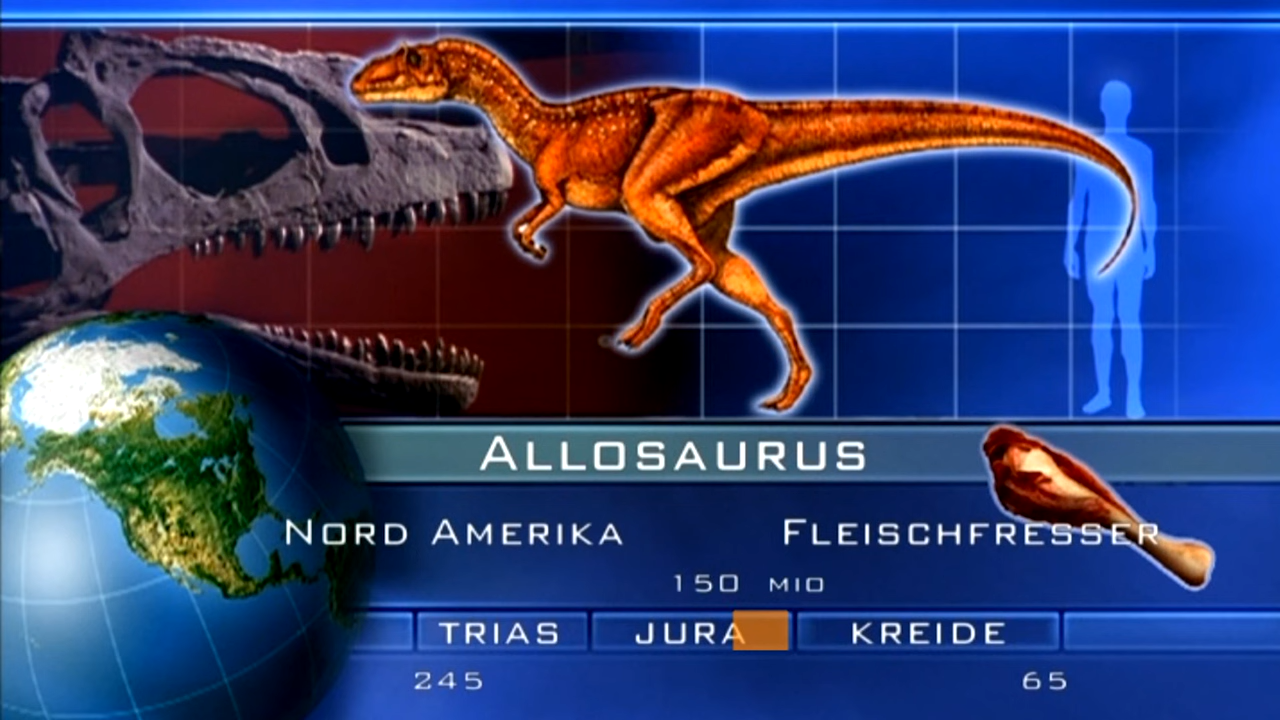 ALLOSAURUS
NORD AMERIKA FLEISCHFRESSER
150 MIO
TRIAS JURA KREIDE
245 65